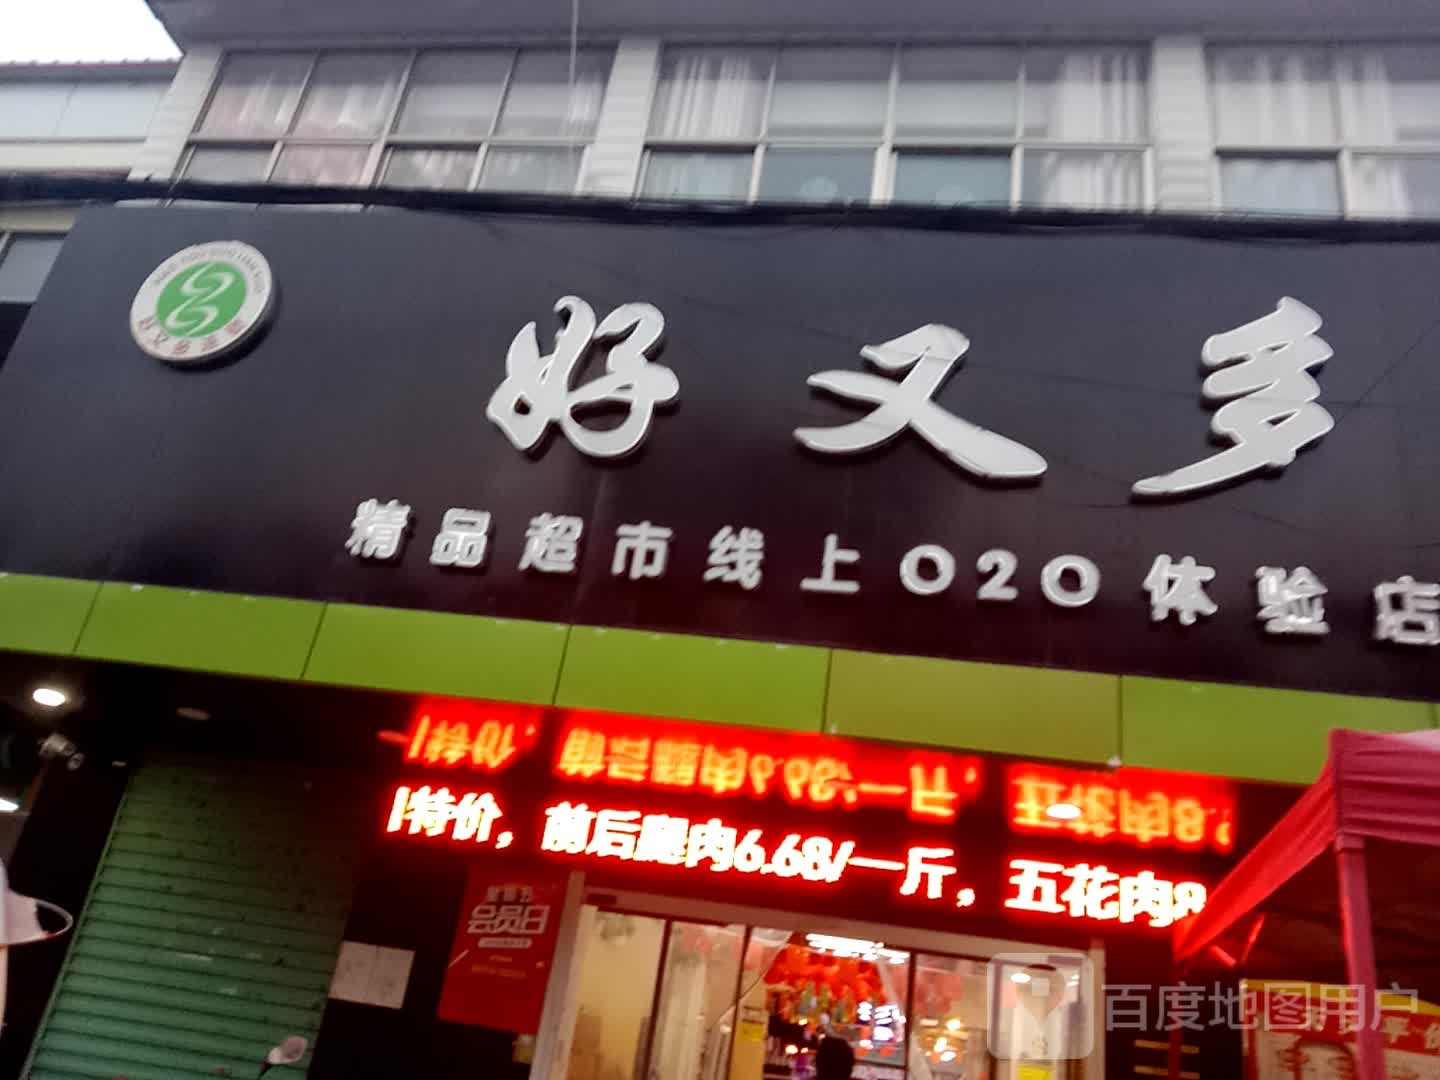 好又多
精品超市线上O2O体验店
特价，前后腿肉6.68/一斤，五花肉8
会员日
百度地图用户